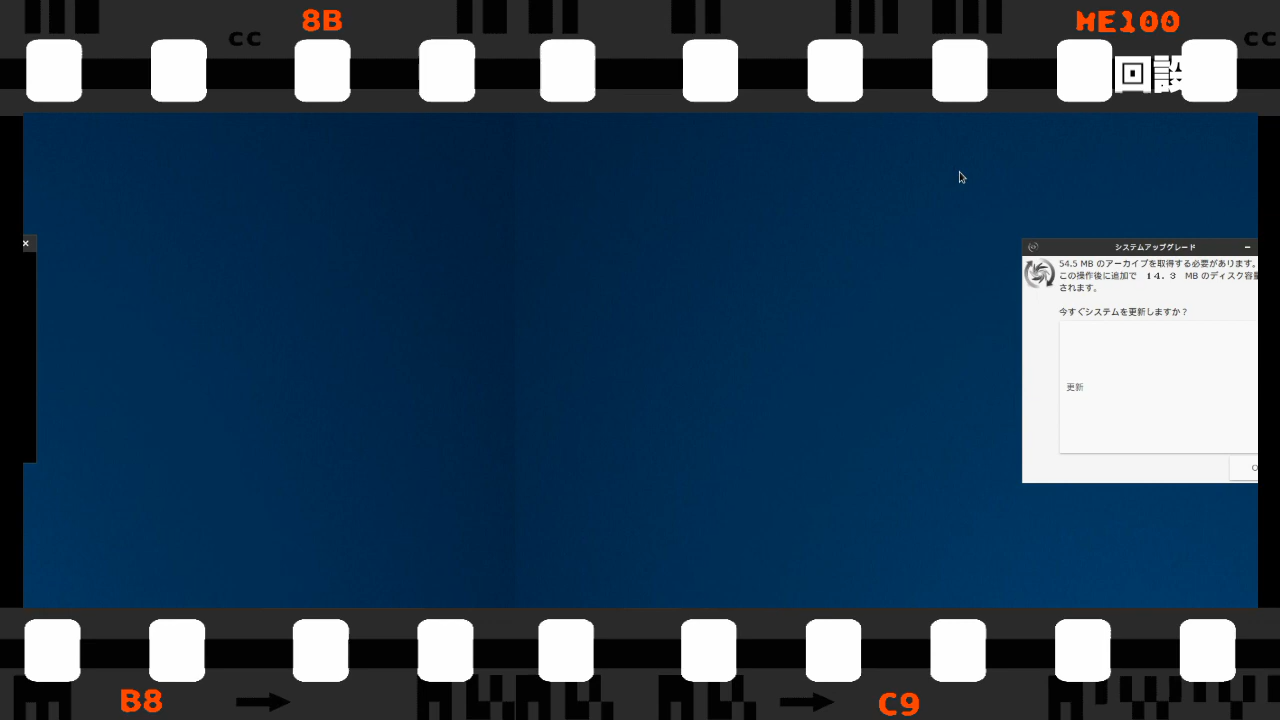 8B
cc
ME100
cc
回設
システムアップグレード
54.5 MB のアーカイブを取得する必要があります。
この操作後に追加で 14.3 MB のディスク容量
されます。
今すぐシステムを更新しますか？
更新
B8
C9